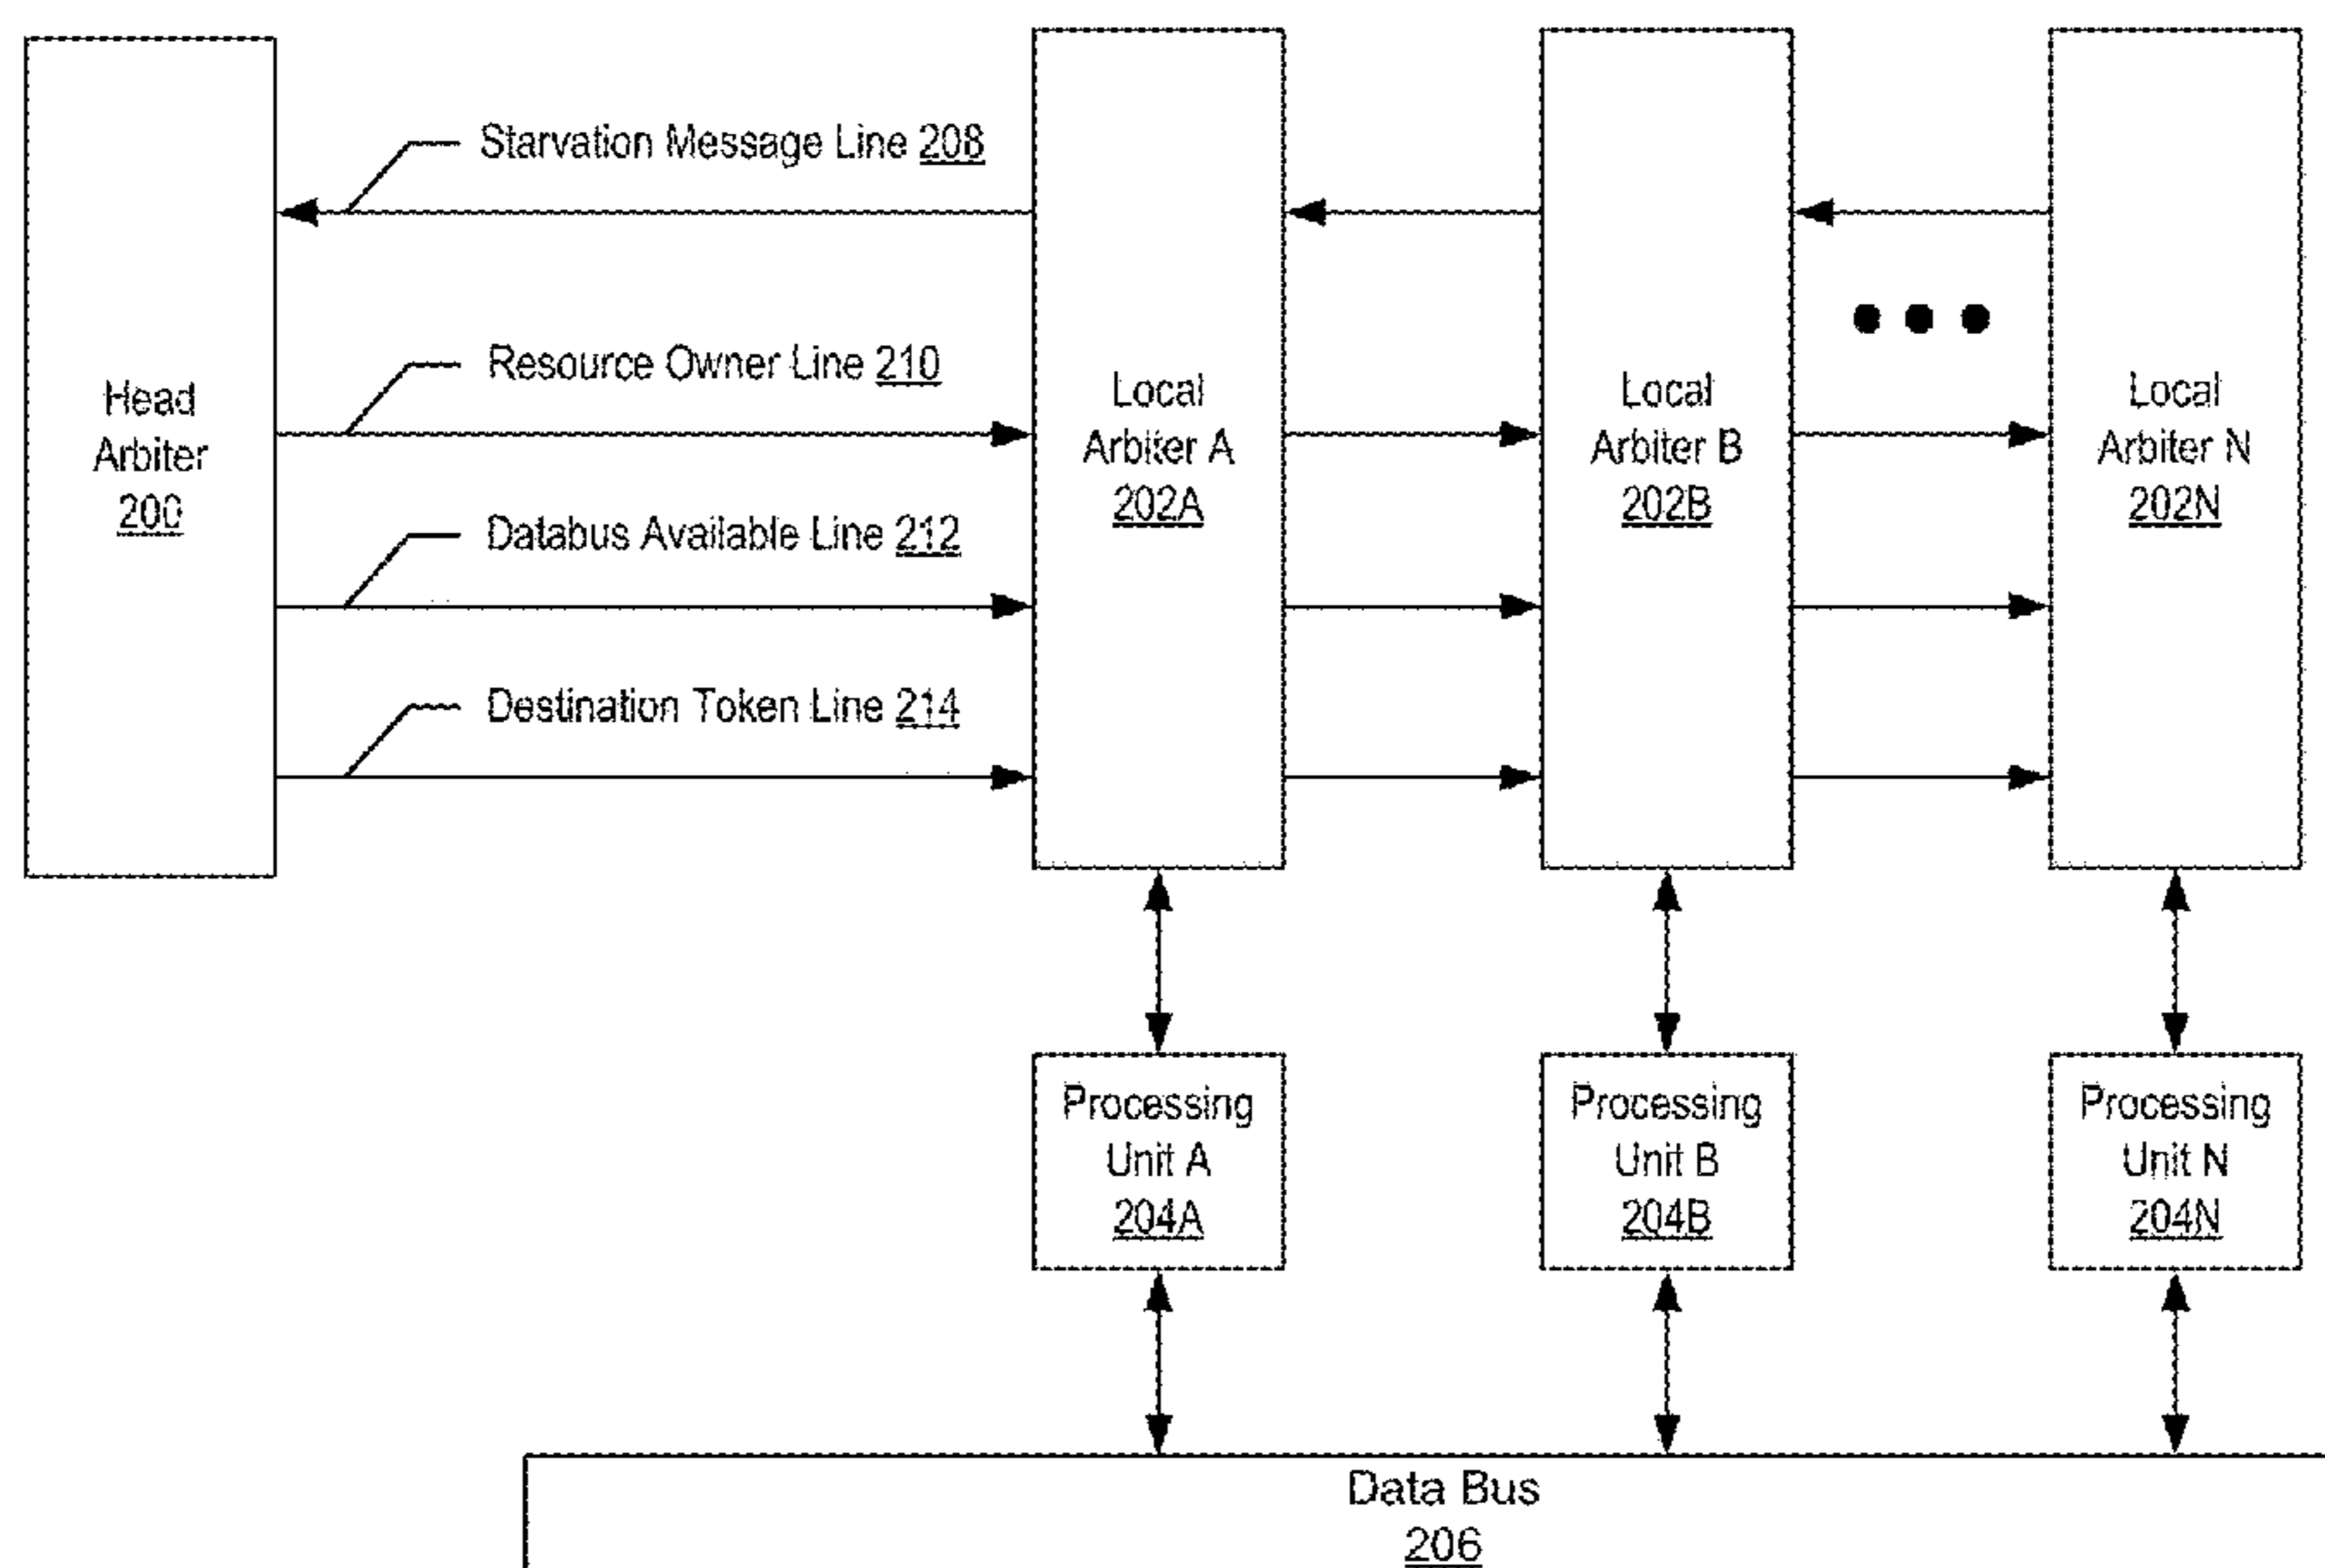 Starvation Message Line 208
Resource Owner Line 210
Head
Arbiter
200
Local
Arbiter A
202A
Local
Arbiter B
202B
Local
Arbiter N
202N
Databus Available Line 212
Destination Token Line 214
Processing
Unit A
204A
Processing
Unit B
204B
Processing
Unit N
204N
Data Bus
206